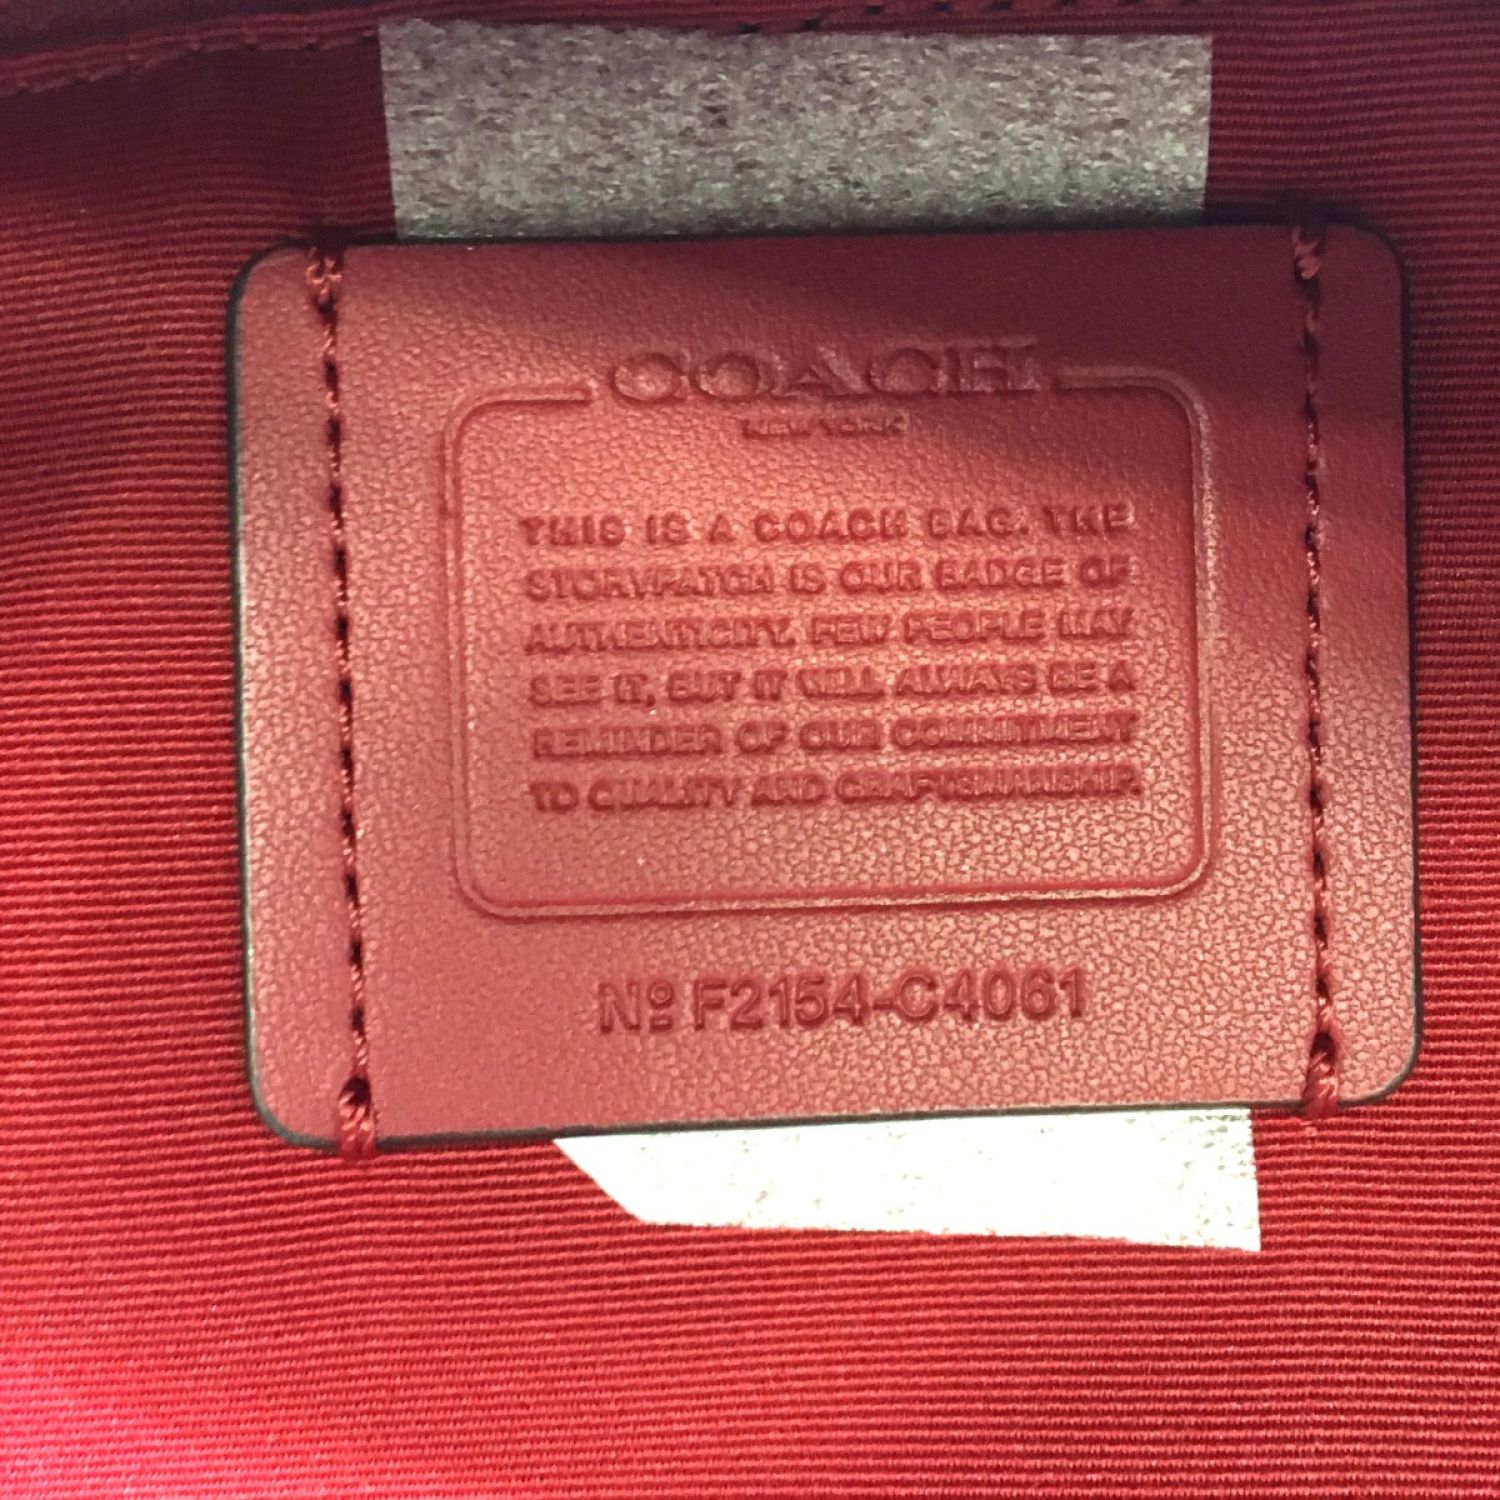 COACH
NEW YORK
THIS IS A COACH BAG. THE
STORYPATCH IS OUR BADGE OF
AUTHENTICITY. FEW PEOPLE MAY
SEE IT, BUT IT WILL ALWAYS BE A
REMINDER OF OUR COMMITMENT
TO QUALITY AND CRAFTSMANSHIP.
Nº F2154-C4061